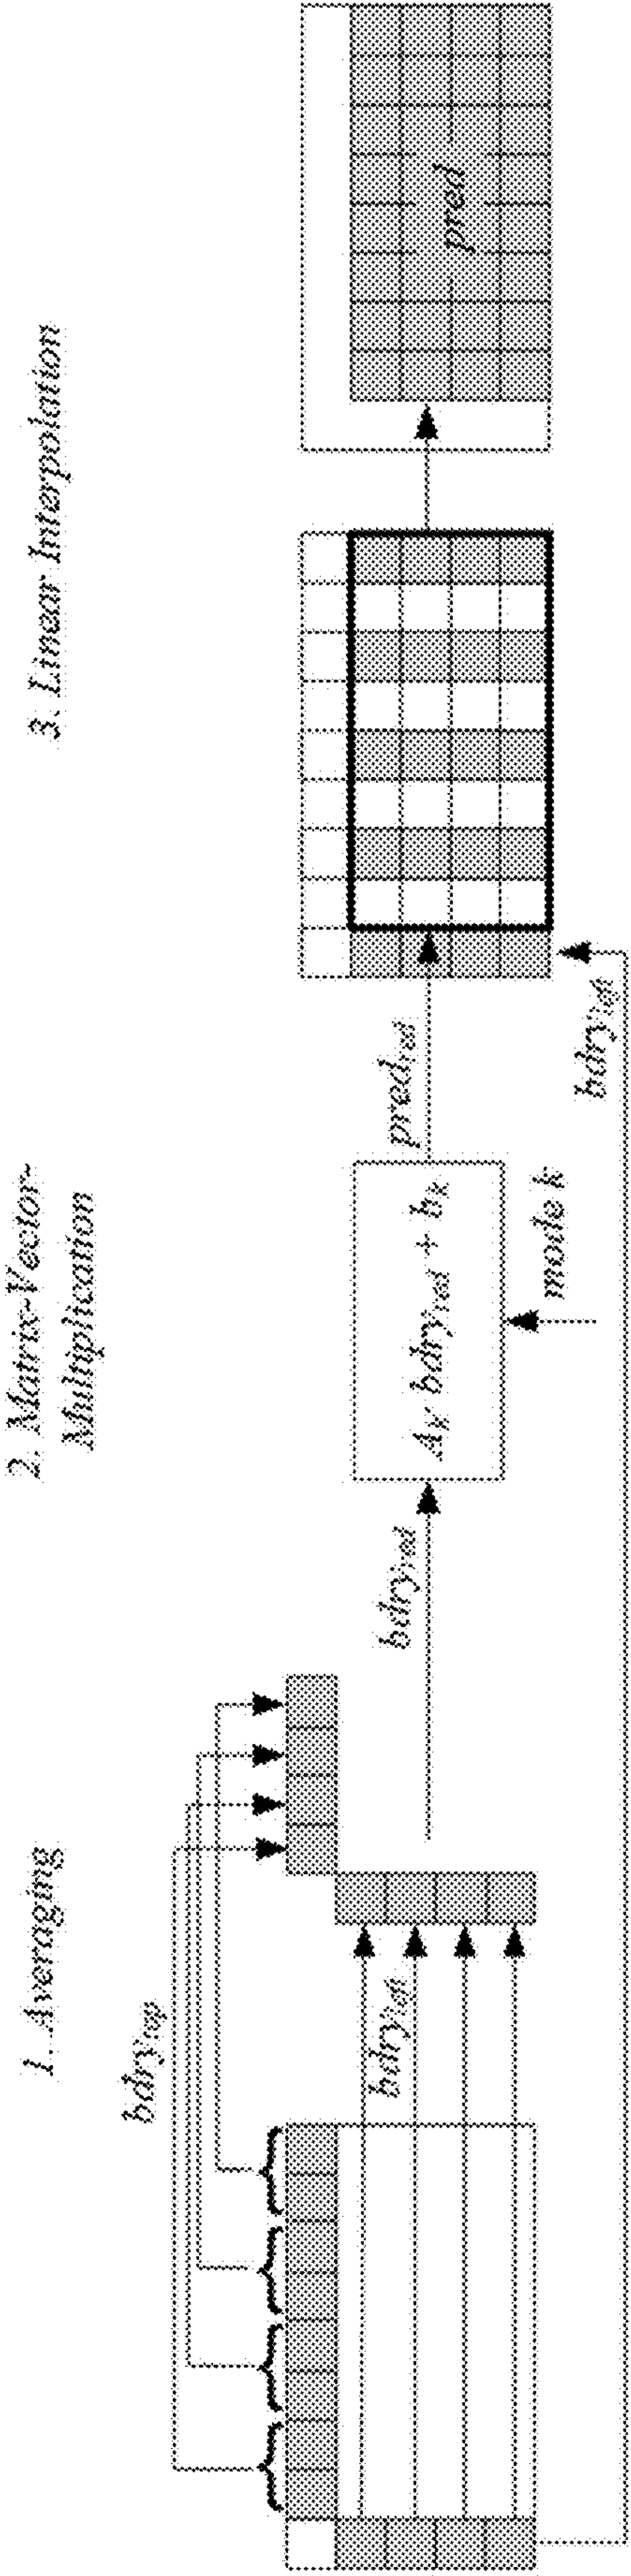 1. Averaging
2. Matrix-Vector-
Multiplication
3. Linear Interpolation
bdry_top
bdry_left
bdry_red
A_k bdry_red + b_k
mode k
pred_red
bdry_left
pred